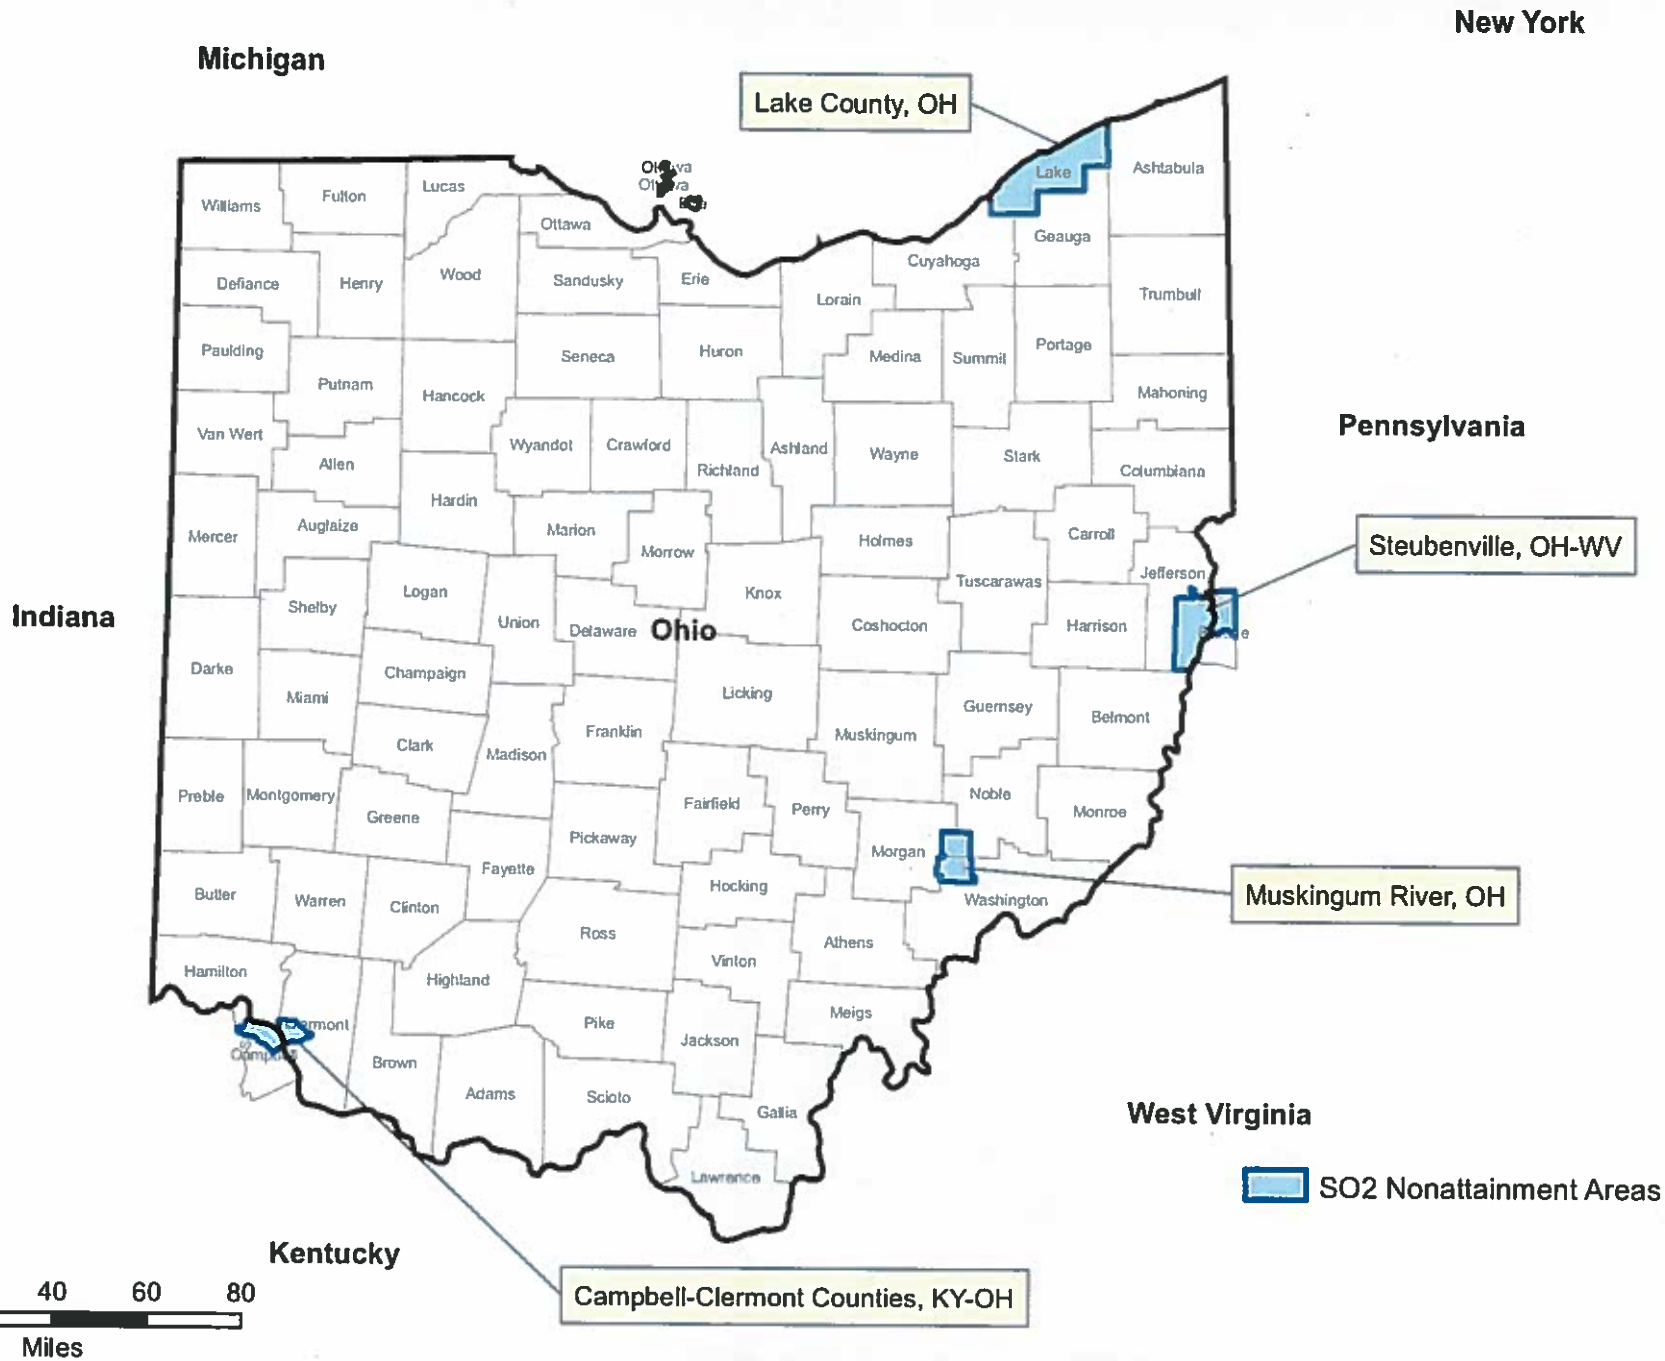 New York
Michigan
Lake County, OH
Lake
Ashtabula
Williams
Fulton
Lucas
Ottawa
Geauga
Cuyahoga
Defiance
Henry
Wood
Sandusky
Erie
Lorain
Trumbull
Paulding
Putnam
Hancock
Seneca
Huron
Medina
Summit
Portage
Mahoning
Pennsylvania
Van Wert
Allen
Wyandot
Crawford
Richland
Ashland
Wayne
Stark
Columbiana
Hardin
Mercer
Auglaize
Marion
Morrow
Holmes
Carroll
Steubenville, OH-WV
Jefferson
Tuscarawas
Logan
Knox
Shelby
Indiana
Union
Delaware
Ohio
Coshocton
Harrison
Darke
Champaign
Miami
Licking
Guernsey
Belmont
Clark
Madison
Franklin
Muskingum
Preble
Montgomery
Greene
Fairfield
Perry
Noble
Monroe
Pickaway
Morgan
Fayette
Hocking
Muskingum River, OH
Washington
Butler
Warren
Clinton
Ross
Athens
Vinton
Hamilton
Highland
Pike
Meigs
Jackson
Brown
Adams
Scioto
Gallia
West Virginia
Lawrence
SO2 Nonattainment Areas
Kentucky
40 60 80
Miles
Campbell-Clermont Counties, KY-OH